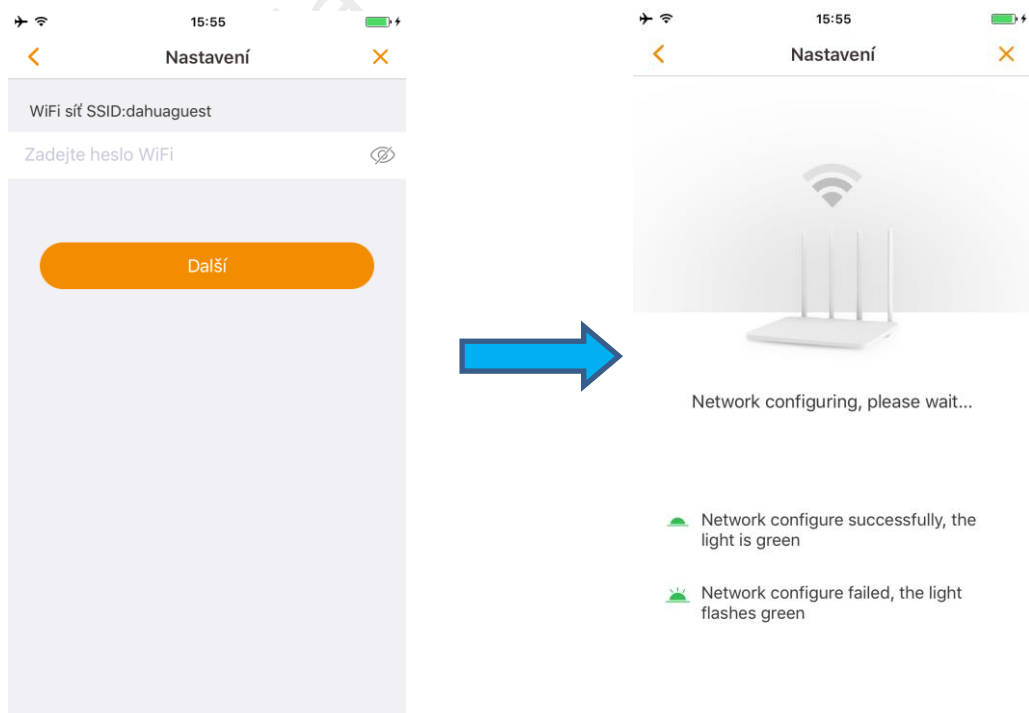 15:55
Nastavení
WiFi síť SSID:dahuaguest
Zadejte heslo WiFi
Další
15:55
Nastavení
Network configuring, please wait...
Network configure successfully, the
light is green
Network configure failed, the light
flashes green